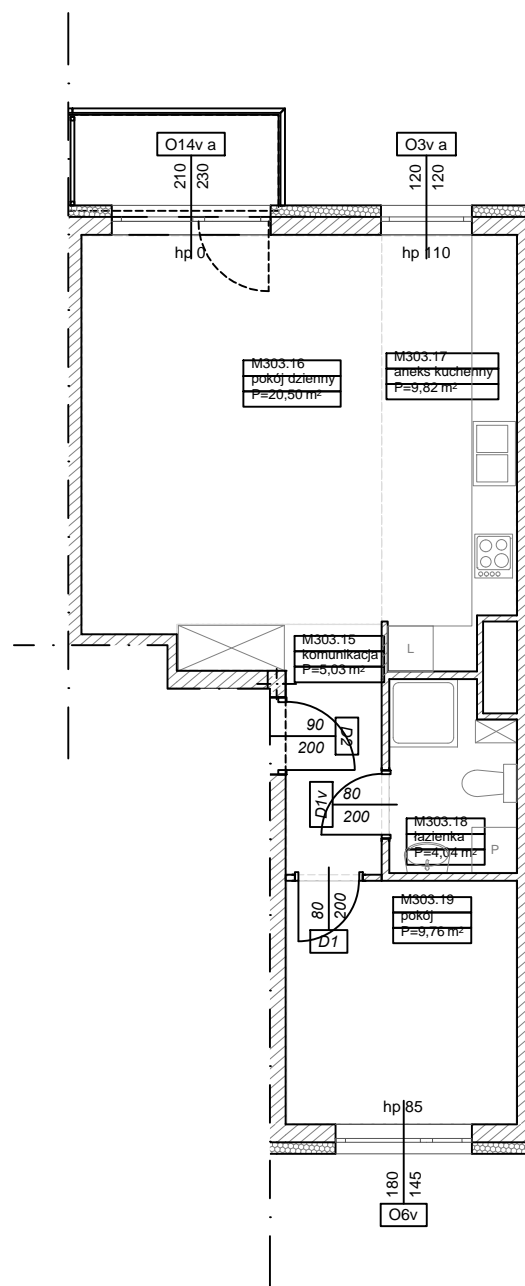 O14v a
O3v a
210
230
120
120
hp 0
hp 110
M303.16
pokój dzienny
P=20,50 m²
M303.17
aneks kuchenny
P=9,82 m²
M303.15
komunikacja
P=5,03 m²
L
90
200
D2
D1v
80
200
M303.18
łazienka
P=4,04 m²
P
80
200
D1
M303.19
pokój
P=9,76 m²
hp 85
180
145
O6v